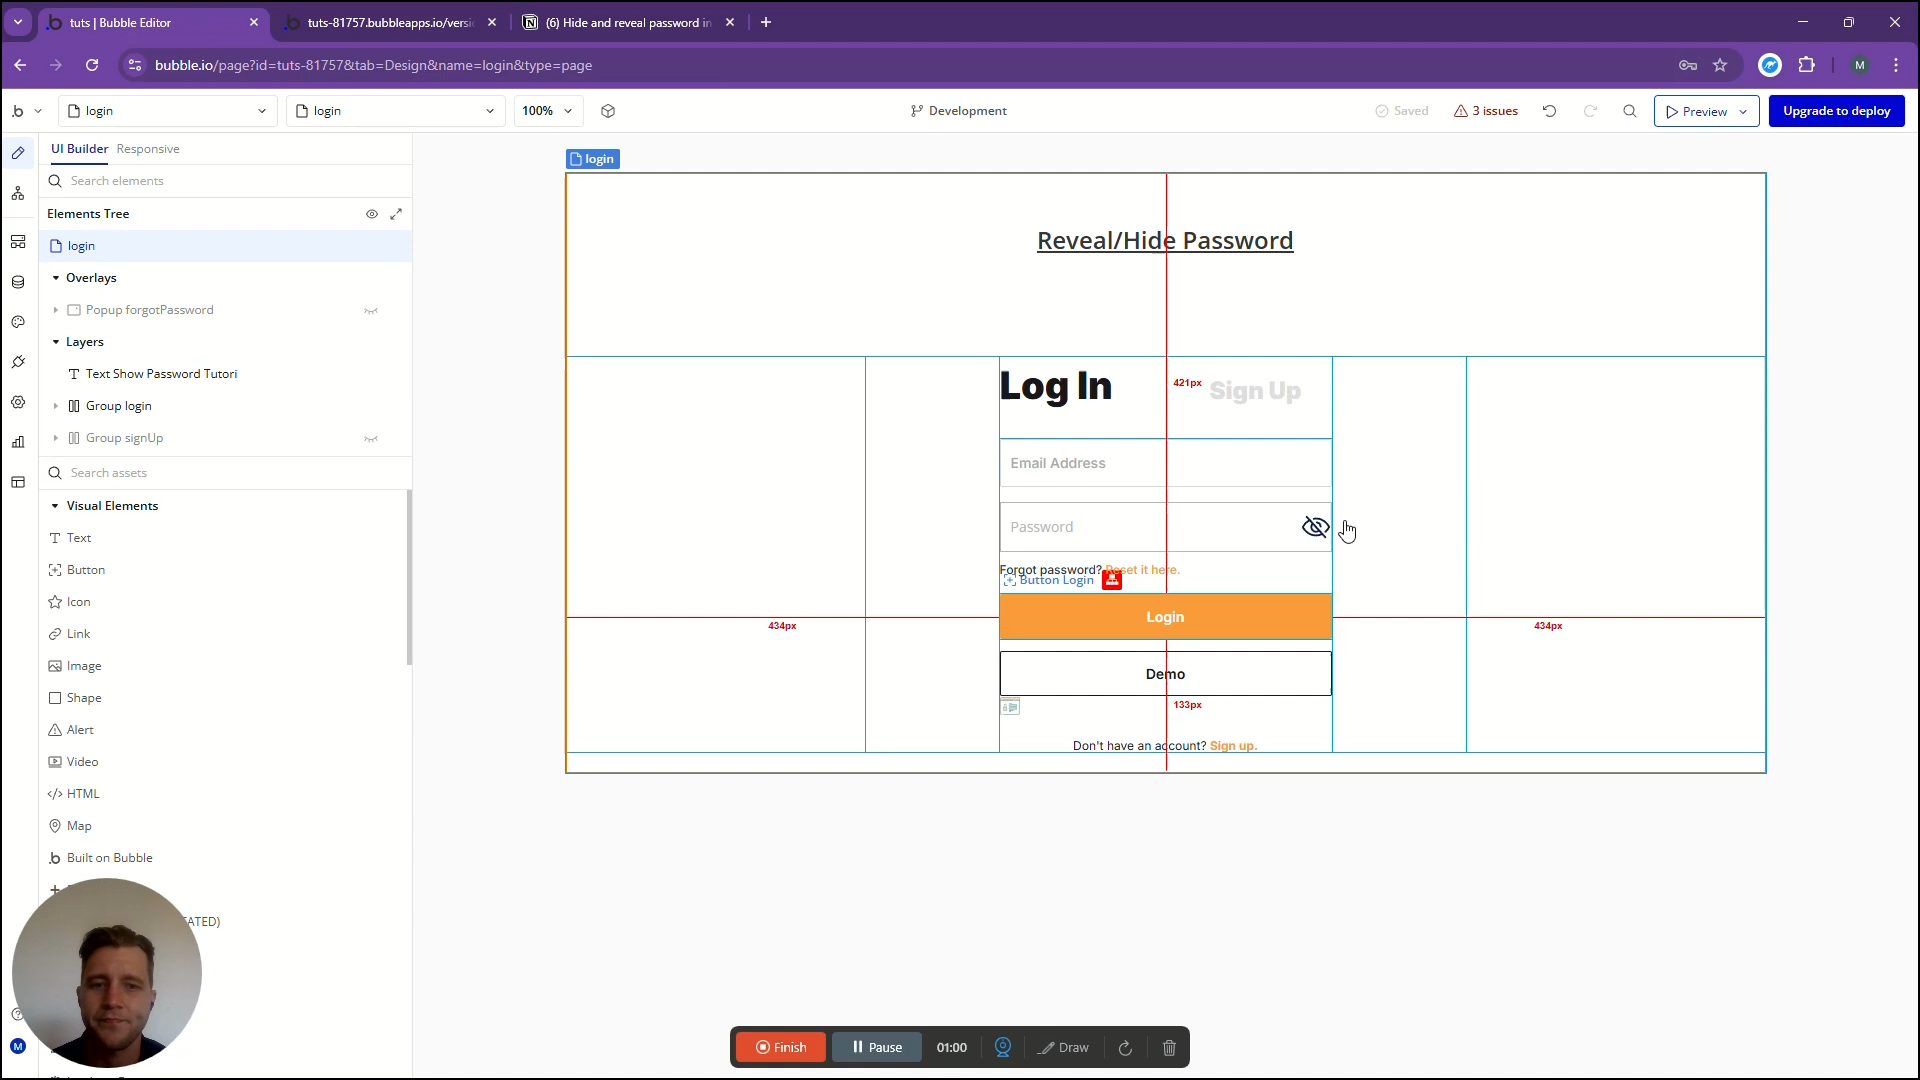 tuts | Bubble Editor
tuts-81757.bubbleapps.io/versi
(6) Hide and reveal password in
bubble.io/page?id=tuts-81757&tab=Design&name=login&type=page
M
login
login
100%
Development
Saved
3 issues
Preview
Upgrade to deploy
UI Builder
Responsive
Search elements
Elements Tree
login
Overlays
Popup forgotPassword
Layers
Text Show Password Tutori
Group login
Group signUp
Search assets
Visual Elements
Text
Button
Icon
Link
Image
Shape
Alert
Video
HTML
Map
Built on Bubble
ATED)
M
login
Reveal/Hide Password
Log In
421px
Sign Up
Email Address
Password
Forgot password? Reset it here.
Button Login
Login
434px
434px
Demo
133px
Don't have an account? Sign up.
Finish
Pause
01:00
Draw